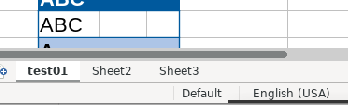 ABC
ABC
test01 Sheet2 Sheet3
Default English (USA)